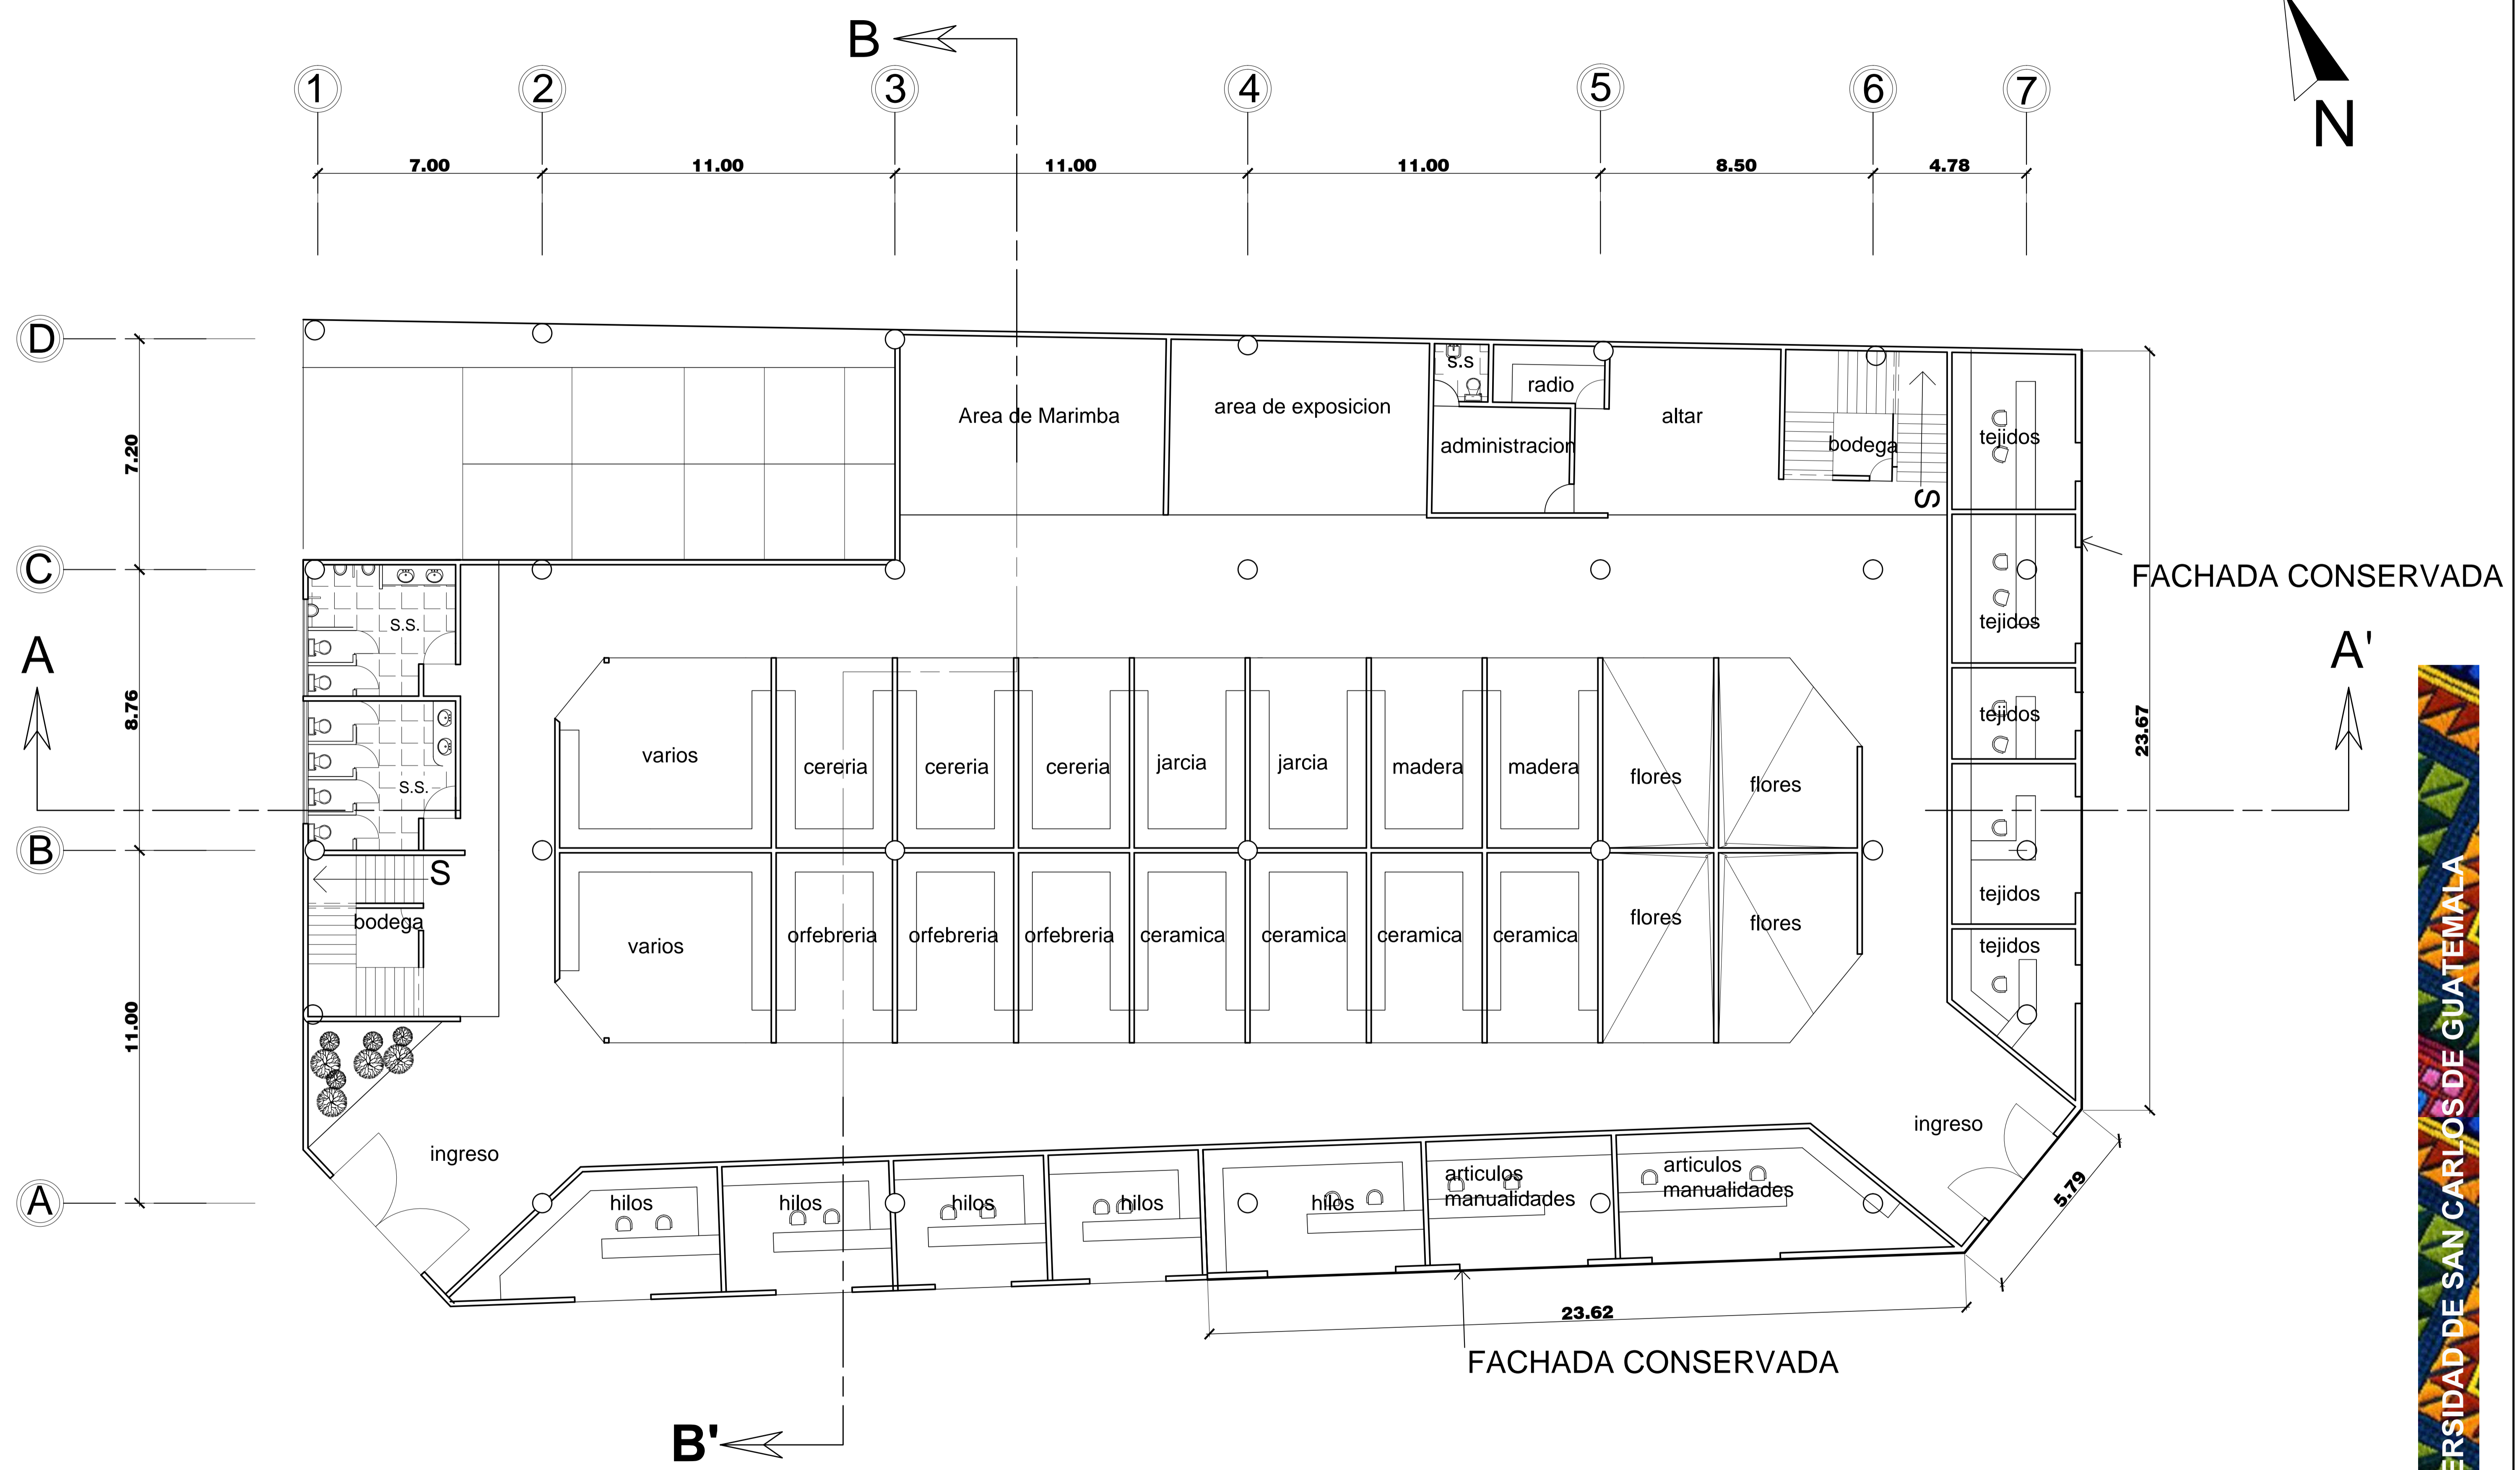 B
N
1 2 3 4 5 6 7
7.00 11.00 11.00 11.00 8.50 4.78
D
7.20
Area de Marimba
area de exposicion
s.s
radio
administracion
altar
bodega
S
tejidos
C
FACHADA CONSERVADA
tejidos
S.S.
A
A'
8.76
23.67
tejidos
varios cereria cereria cereria jarcia jarcia madera madera flores flores
S.S.
B
S
bodega
tejidos
varios orfebreria orfebreria orfebreria ceramica ceramica ceramica ceramica flores flores
tejidos
11.00
ingreso
ingreso
A
hilos hilos hilos hilos hilos
articulos
manualidades
articulos
manualidades
5.79
23.62
FACHADA CONSERVADA
B'
ERSIDAD DE SAN CARLOS DE GUATEMALA